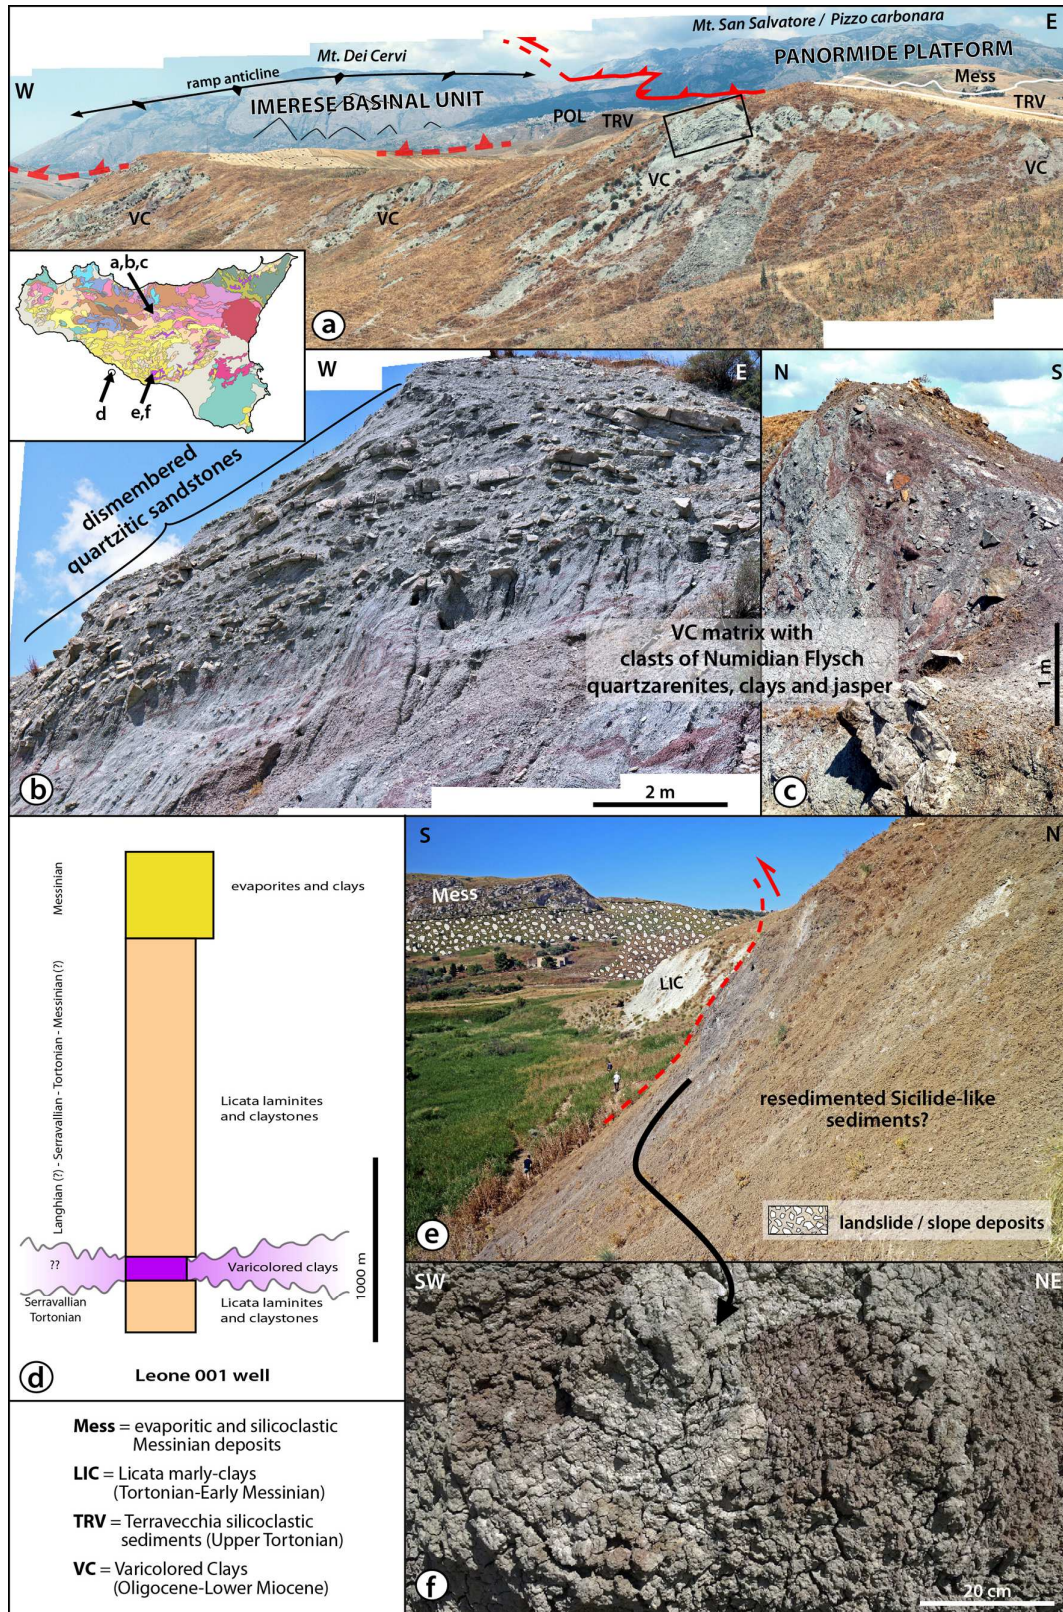 Mt. San Salvatore / Pizzo carbonara
E
Mt. Dei Cervi
PANORMIDE PLATFORM
W
ramp anticline
Mess
IMERESE BASINAL UNIT
TRV
POL
TRV
VC
VC
VC
VC
a,b,c
d
e,f
a
W
E
dismembered
quartzitic sandstones
VC matrix with
clasts of Numidian Flysch
quartzarenites, clays and jasper
2 m
b
N
S
1 m
c
Messinian
evaporites and clays
Langhian (?) - Serravallian - Tortonian - Messinian (?)
Licata laminites
and claystones
1000 m
??
Varicolored clays
Serravallian
Tortonian
Licata laminites
and claystones
d
Leone 001 well
S
N
Mess
LIC
resedimented Sicilide-like
sediments?
landslide / slope deposits
e
SW
NE
f
20 cm
Mess = evaporitic and silicoclastic
Messinian deposits
LIC = Licata marly-clays
(Tortonian-Early Messinian)
TRV = Terravecchia silicoclastic
sediments (Upper Tortonian)
VC = Varicolored Clays
(Oligocene-Lower Miocene)